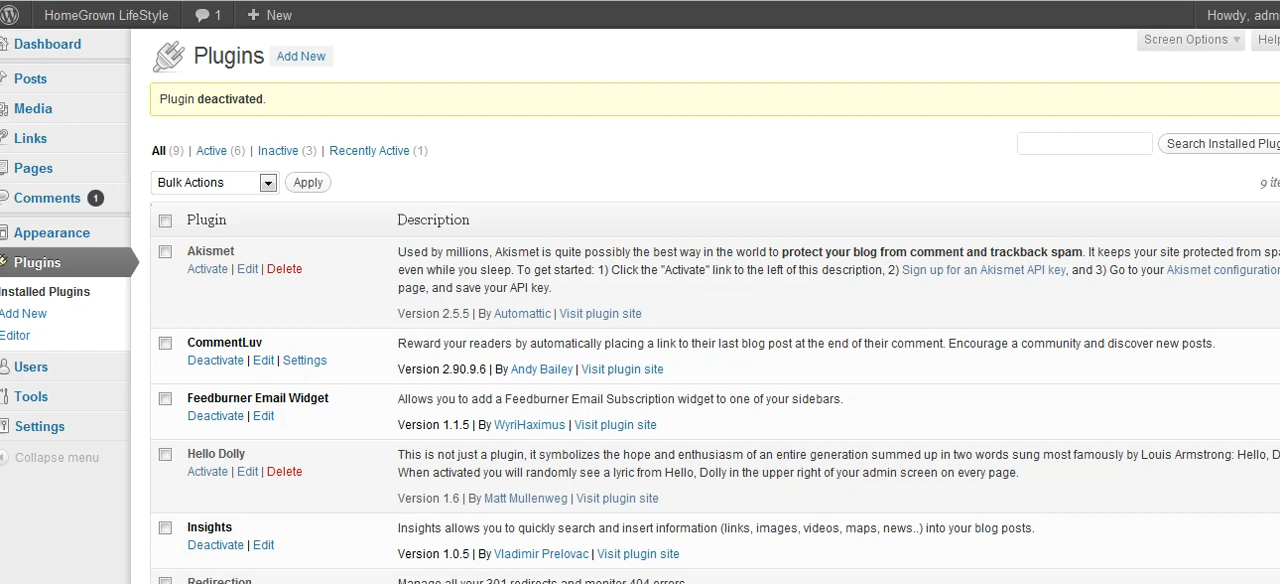 HomeGrown LifeStyle 1 + New Howdy, adm
Dashboard
Posts
Media
Links
Pages
Comments 1
Appearance
Plugins
Installed Plugins
Add New
Editor
Users
Tools
Settings
Collapse menu
Screen Options Help
Plugins Add New
Plugin deactivated.
All (9) | Active (6) | Inactive (3) | Recently Active (1)
Search Installed Plug
Bulk Actions Apply
9 ite
Plugin Description
Akismet
Activate | Edit | Delete
Used by millions, Akismet is quite possibly the best way in the world to protect your blog from comment and trackback spam. It keeps your site protected from spa
even while you sleep. To get started: 1) Click the "Activate" link to the left of this description, 2) Sign up for an Akismet API key, and 3) Go to your Akismet configuration
page, and save your API key.
Version 2.5.5 | By Automattic | Visit plugin site
CommentLuv
Deactivate | Edit | Settings
Reward your readers by automatically placing a link to their last blog post at the end of their comment. Encourage a community and discover new posts.
Version 2.90.9.6 | By Andy Bailey | Visit plugin site
Feedburner Email Widget
Deactivate | Edit
Allows you to add a Feedburner Email Subscription widget to one of your sidebars.
Version 1.1.5 | By WyriHaximus | Visit plugin site
Hello Dolly
Activate | Edit | Delete
This is not just a plugin, it symbolizes the hope and enthusiasm of an entire generation summed up in two words sung most famously by Louis Armstrong: Hello, D
When activated you will randomly see a lyric from Hello, Dolly in the upper right of your admin screen on every page.
Version 1.6 | By Matt Mullenweg | Visit plugin site
Insights
Deactivate | Edit
Insights allows you to quickly search and insert information (links, images, videos, maps, news..) into your blog posts.
Version 1.0.5 | By Vladimir Prelovac | Visit plugin site
Redirection
Manage all your 301 redirects and monitor 404 errors